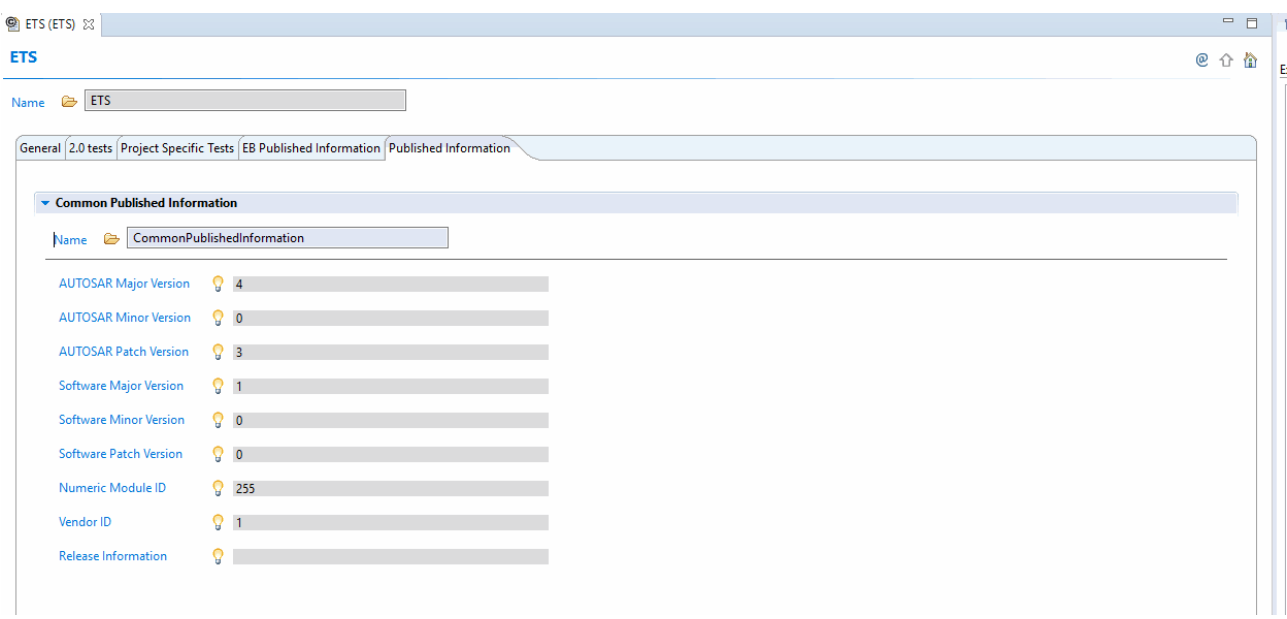 ETS (ETS)
ETS
Name ETS
General 2.0 tests Project Specific Tests EB Published Information Published Information
Common Published Information
Name CommonPublishedInformation
AUTOSAR Major Version 4
AUTOSAR Minor Version 0
AUTOSAR Patch Version 3
Software Major Version 1
Software Minor Version 0
Software Patch Version 0
Numeric Module ID 255
Vendor ID 1
Release Information